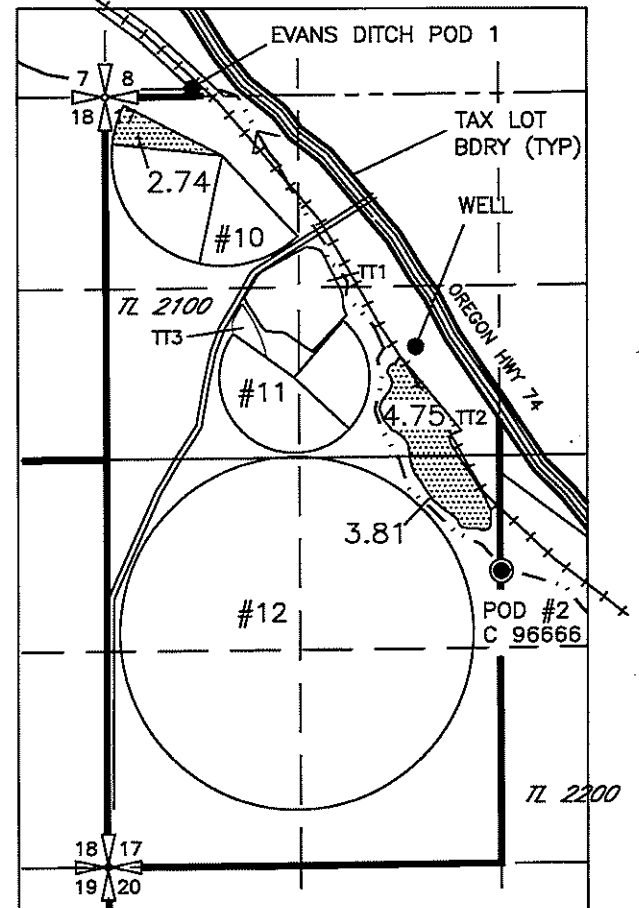 EVANS DITCH POD 1
7 8
18 17
TAX LOT
BDRY (TYP)
2.74
WELL
#10
TT1
TL 2100
OREGON HWY 74
TT3
#11
4.75 TT2
3.81
#12
POD #2
C 96666
TL 2200
18 17
19 20